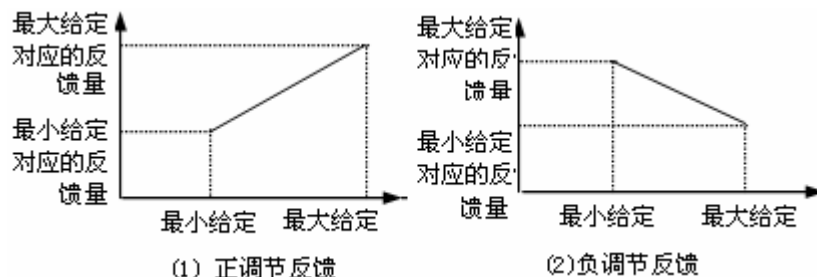 最大给定
对应的反
馈量
最小给定
对应的反
馈量
最小给定 最大给定
(1) 正调节反馈
最大给定
对应的反
馈量
最小给定
对应的反
馈量
最小给定 最大给定
(2)负调节反馈